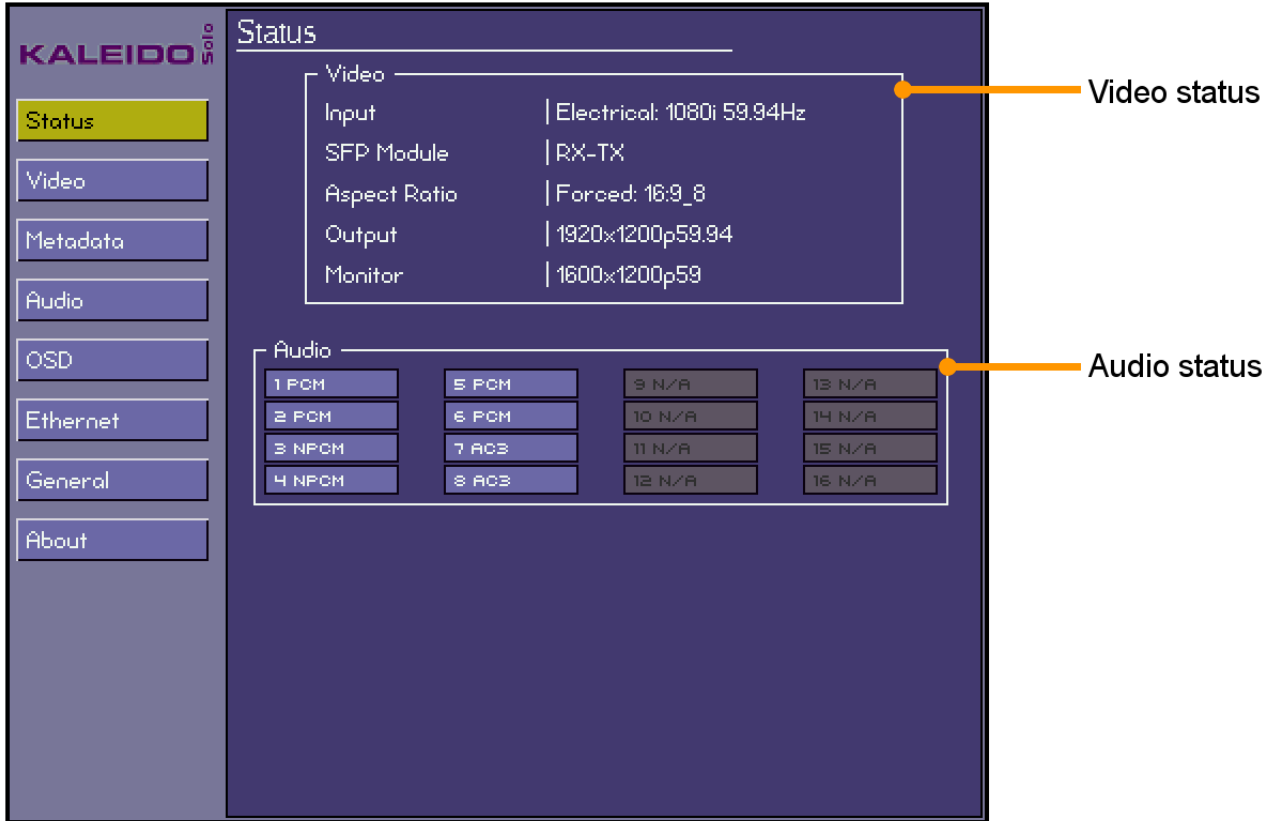 KALEIDO solo
Status
Video
Metadata
Audio
OSD
Ethernet
General
About
Status
Video
Input Electrical: 1080i 59.94Hz
SFP Module RX-TX
Aspect Ratio Forced: 16:9_8
Output 1920x1200p59.94
Monitor 1600x1200p59
Audio
1 PCM 5 PCM 9 N/A 13 N/A
2 PCM 6 PCM 10 N/A 14 N/A
3 NPCM 7 AC3 11 N/A 15 N/A
4 NPCM 8 AC3 12 N/A 16 N/A
Video status
Audio status